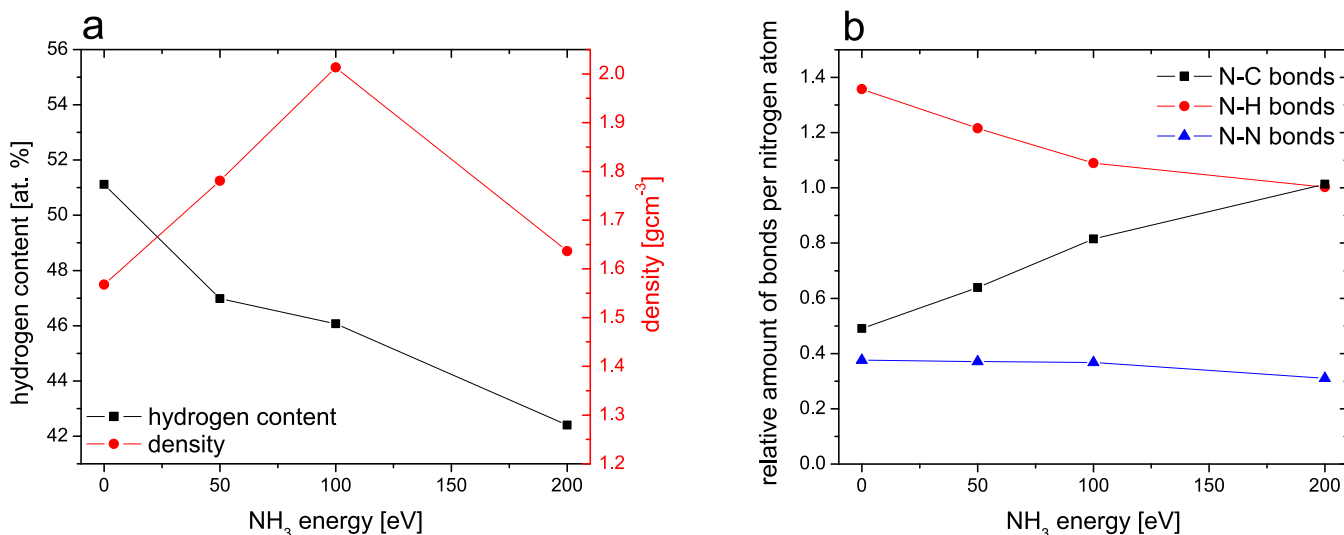 a
56
54
52
50
48
46
44
42
hydrogen content [at. %]
hydrogen content
density
0
50
100
150
200
NH₃ energy [eV]
2.0
1.9
1.8
1.7
1.6
1.5
1.4
1.3
1.2
density [gcm⁻³]
b
1.4
1.2
1.0
0.8
0.6
0.4
0.2
0.0
relative amount of bonds per nitrogen atom
N-C bonds
N-H bonds
N-N bonds
0
50
100
150
200
NH₃ energy [eV]